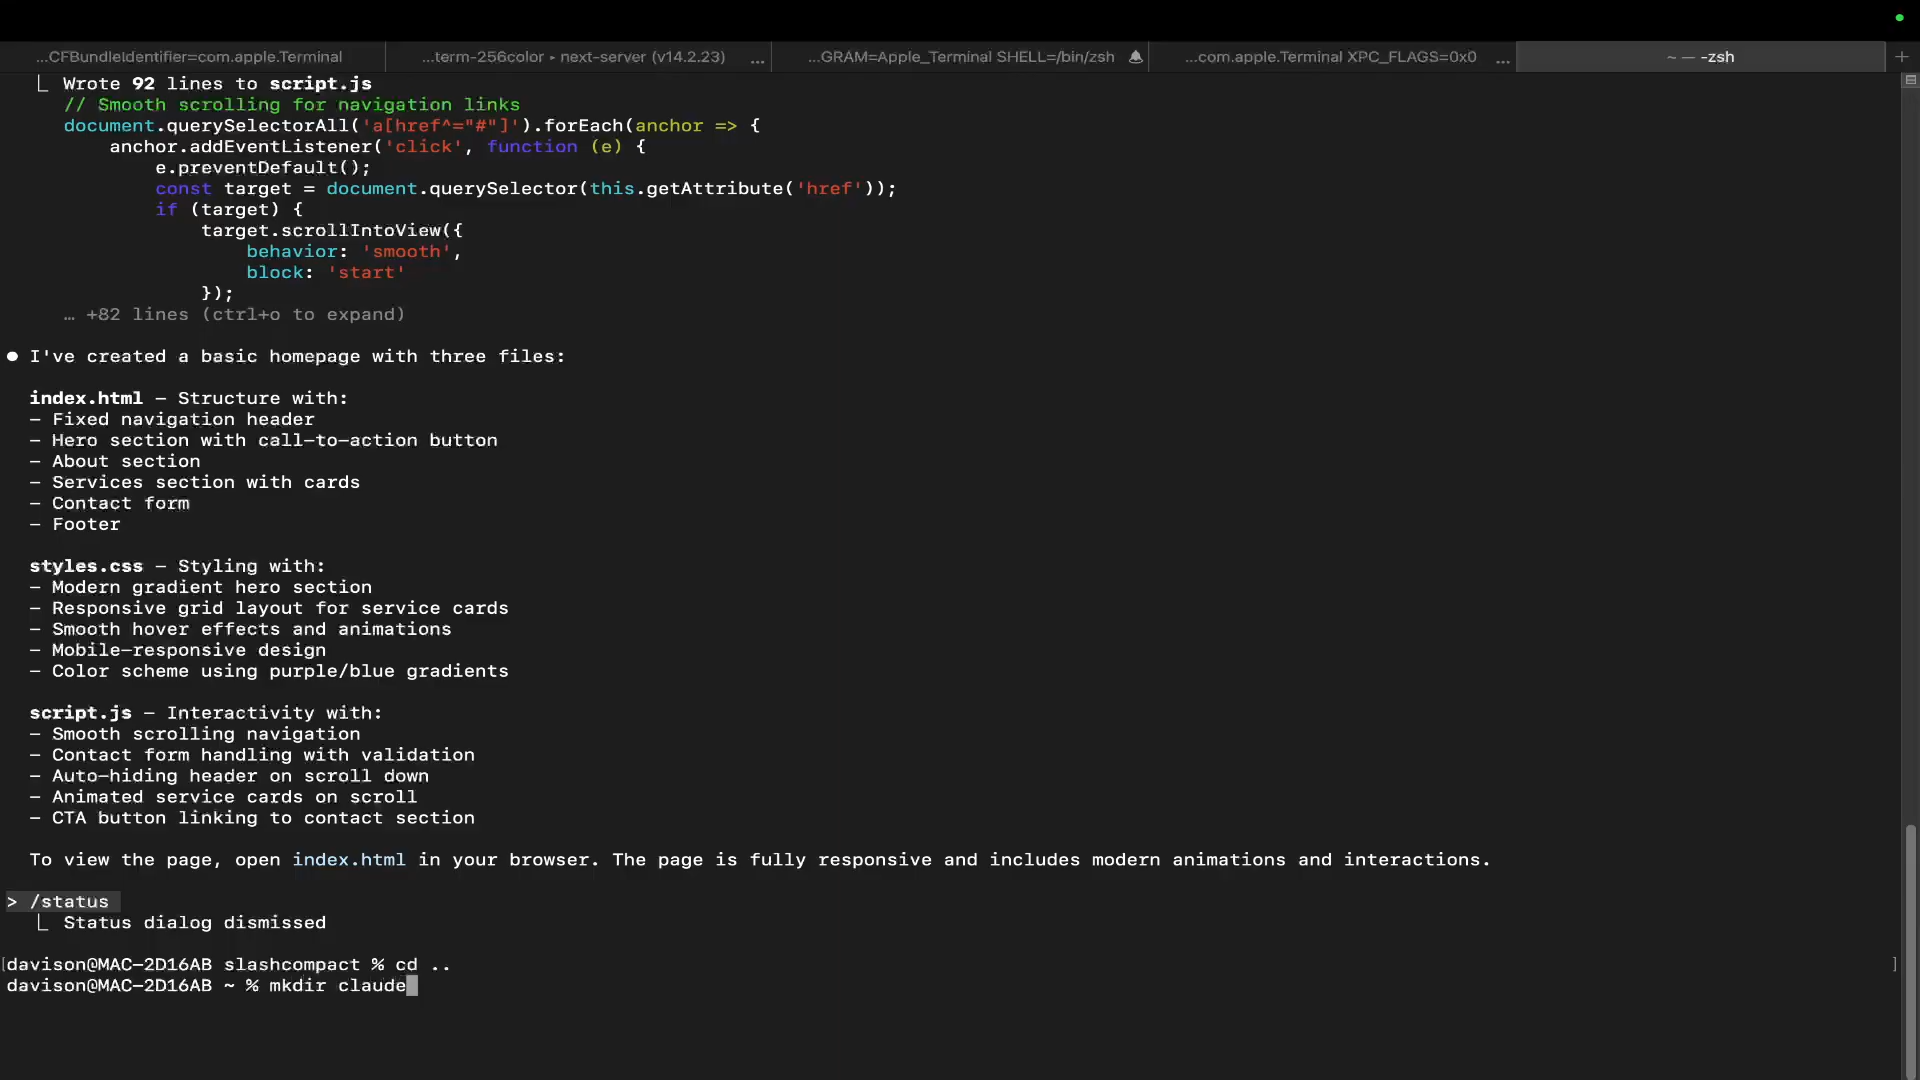 ...CFBundleIdentifier=com.apple.Terminal
...term-256color ▸ next-server (v14.2.23) ...
...GRAM=Apple_Terminal SHELL=/bin/zsh
...com.apple.Terminal XPC_FLAGS=0x0 ...
~ — -zsh
⎿ Wrote 92 lines to script.js
// Smooth scrolling for navigation links
document.querySelectorAll('a[href^="#"]').forEach(anchor => {
anchor.addEventListener('click', function (e) {
e.preventDefault();
const target = document.querySelector(this.getAttribute('href'));
if (target) {
target.scrollIntoView({
behavior: 'smooth',
block: 'start'
});
… +82 lines (ctrl+o to expand)
● I've created a basic homepage with three files:
index.html – Structure with:
– Fixed navigation header
– Hero section with call-to-action button
– About section
– Services section with cards
– Contact form
– Footer
styles.css – Styling with:
– Modern gradient hero section
– Responsive grid layout for service cards
– Smooth hover effects and animations
– Mobile-responsive design
– Color scheme using purple/blue gradients
script.js – Interactivity with:
– Smooth scrolling navigation
– Contact form handling with validation
– Auto-hiding header on scroll down
– Animated service cards on scroll
– CTA button linking to contact section
To view the page, open index.html in your browser. The page is fully responsive and includes modern animations and interactions.
> /status
⎿ Status dialog dismissed
[davison@MAC-2D16AB slashcompact % cd .. ]
davison@MAC-2D16AB ~ % mkdir claude